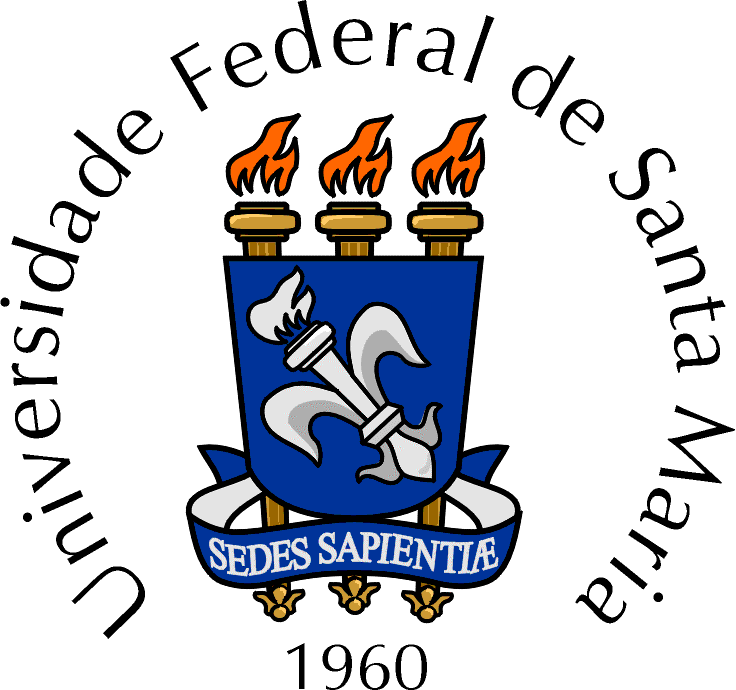 Universidade Federal de Santa Maria
SEDES SAPIENTIÆ
1960